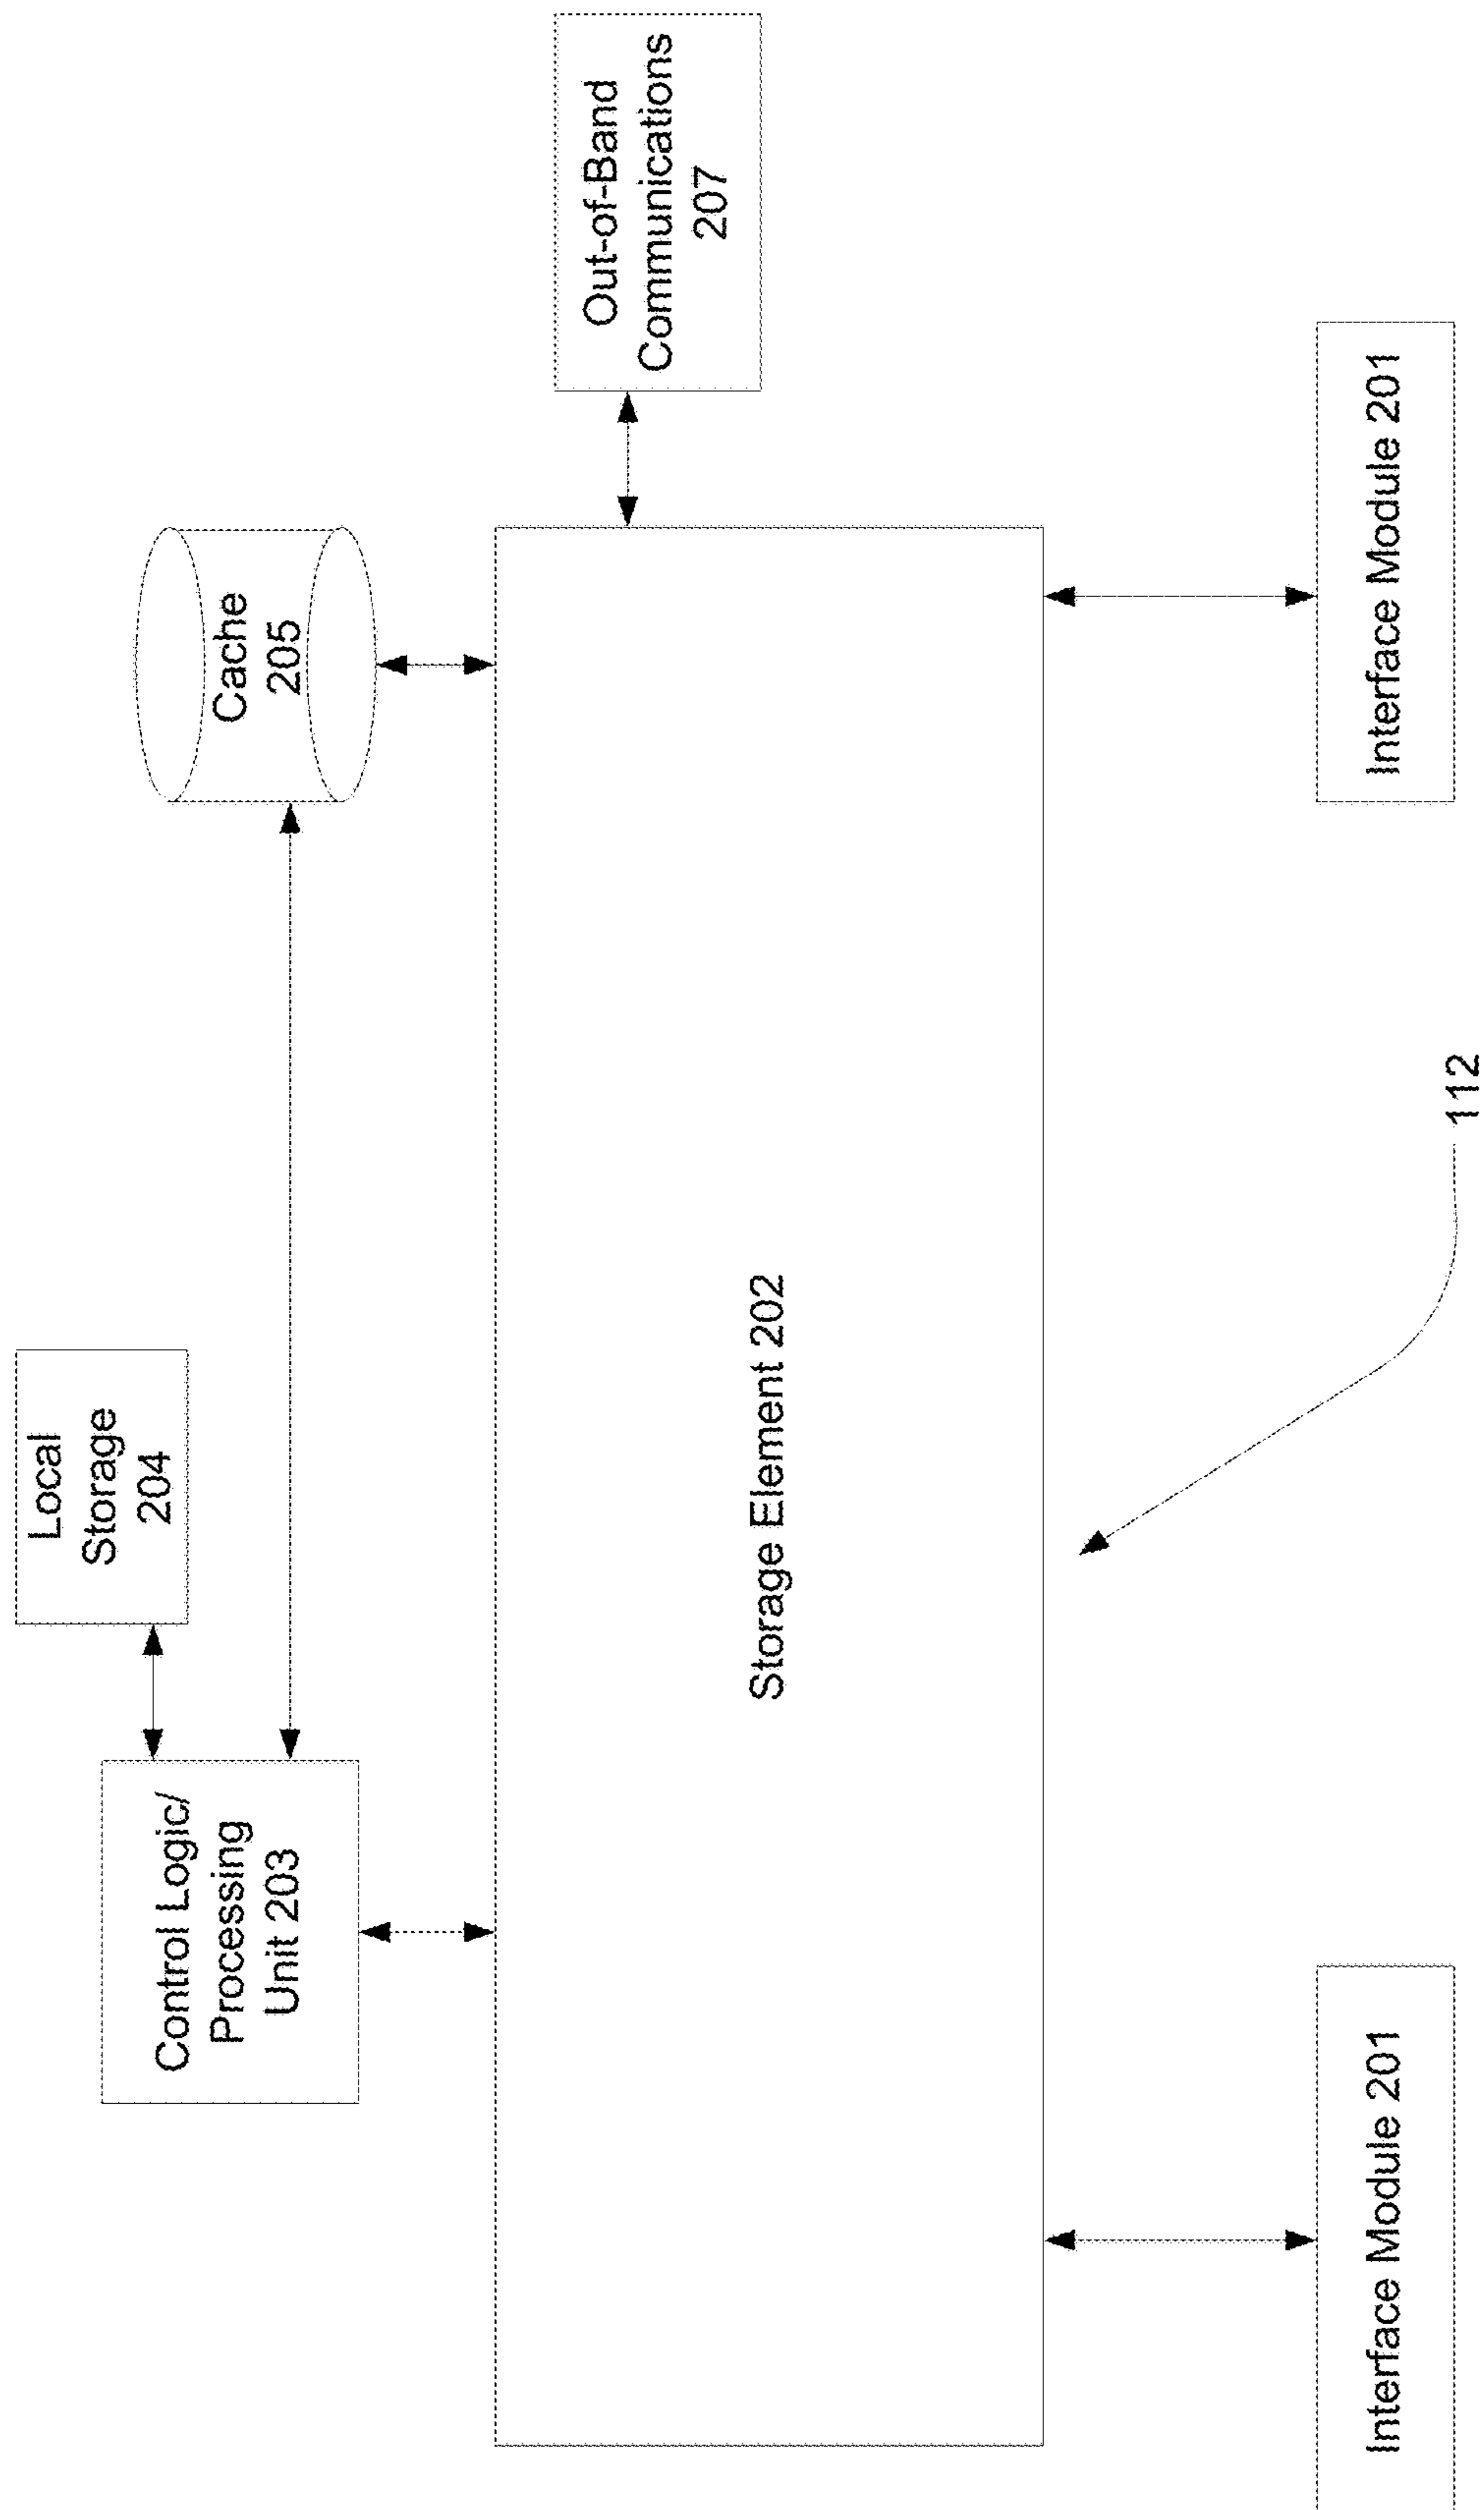 Local
Storage
204
Control Logic/
Processing
Unit 203
Cache
205
Out-of-Band
Communications
207
Storage Element 202
Interface Module 201
Interface Module 201
112